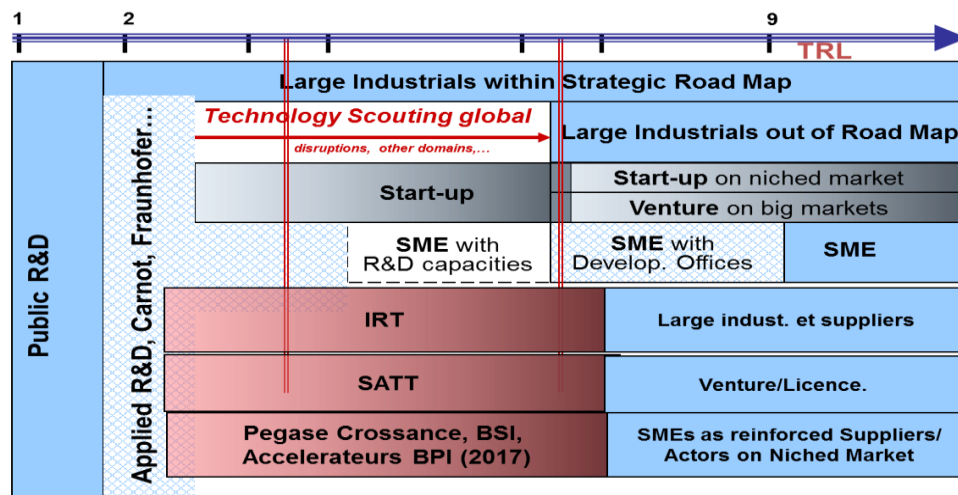 1
2
9
TRL
Large Industrials within Strategic Road Map
Technology Scouting global
disruptions, other domains,...
Large Industrials out of Road Map
Start-up
Start-up on niched market
Venture on big markets
SME with
R&D capacities
SME with
Develop. Offices
SME
Public R&D
Applied R&D, Carnot, Fraunhofer...
IRT
Large indust. et suppliers
SATT
Venture/Licence.
Pegase Crossance, BSI,
Accelerateurs BPI (2017)
SMEs as reinforced Suppliers/
Actors on Niched Market